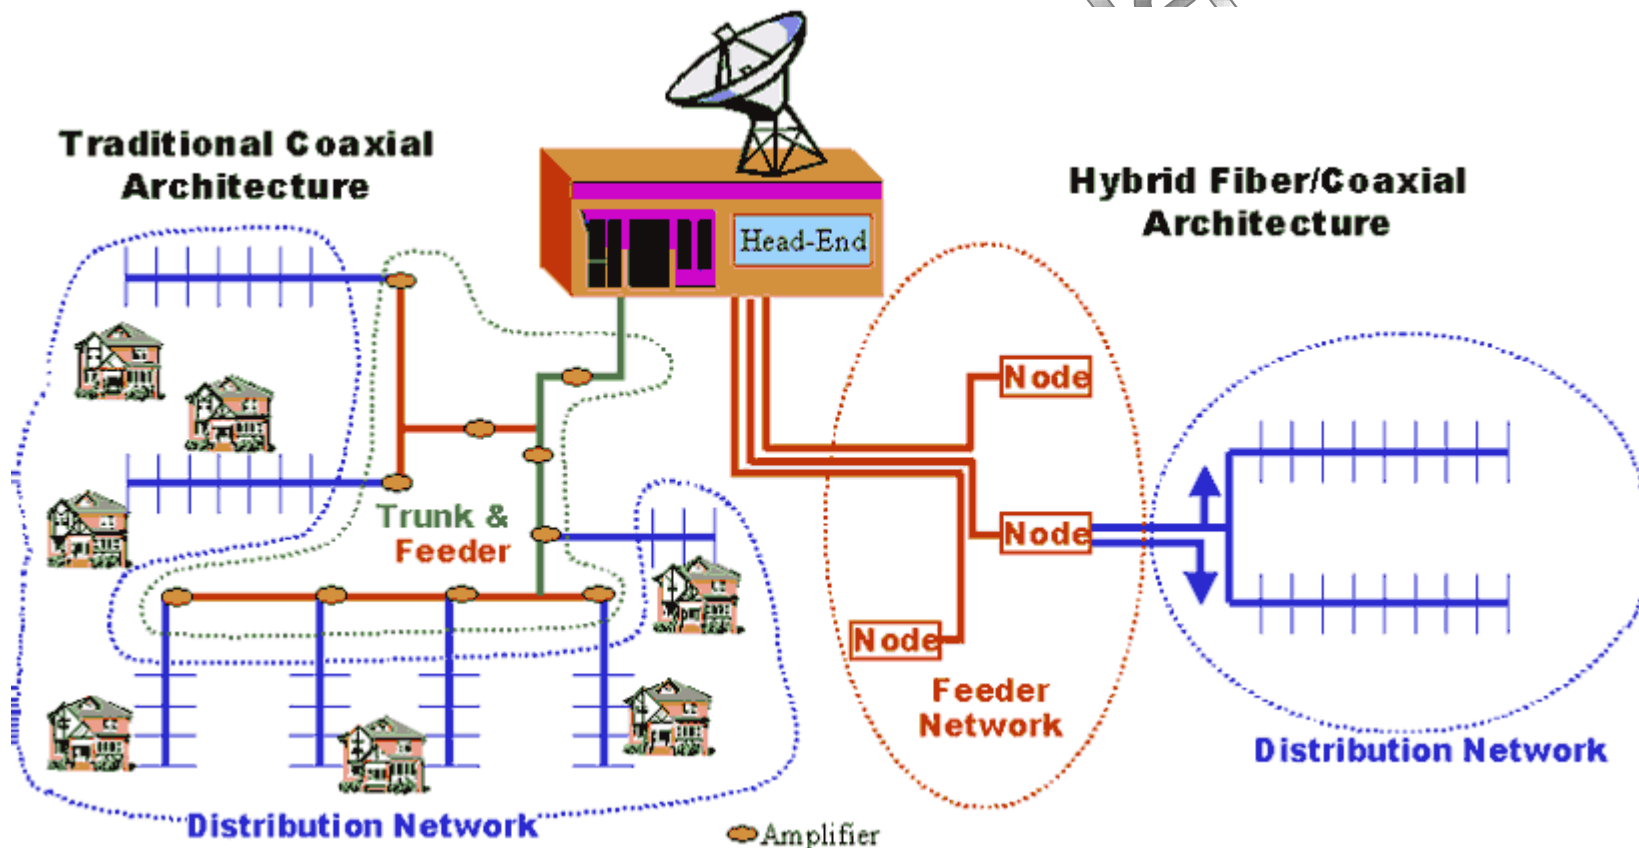 Traditional Coaxial
Architecture
Head-End
Hybrid Fiber/Coaxial
Architecture
Node
Trunk &
Feeder
Node
Node
Feeder
Network
Distribution Network
Distribution Network
Amplifier